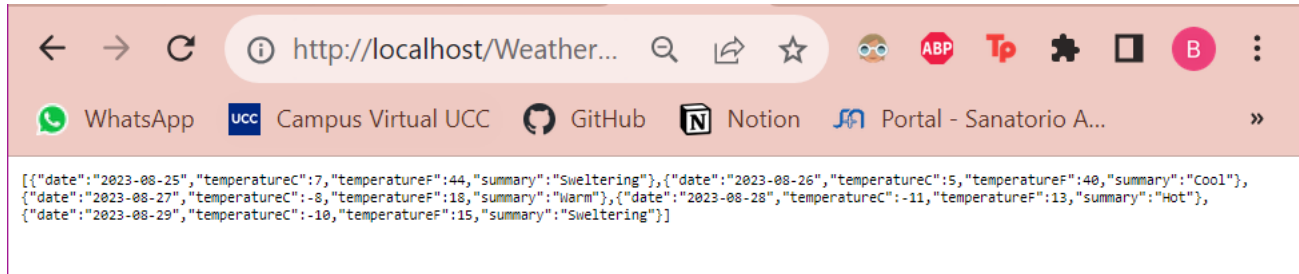 http://localhost/Weather...
ABP
Tp
B
WhatsApp UCC Campus Virtual UCC GitHub N Notion Portal - Sanatorio A... »
[{"date":"2023-08-25","temperatureC":7,"temperatureF":44,"summary":"Sweltering"},{"date":"2023-08-26","temperatureC":5,"temperatureF":40,"summary":"Cool"},
{"date":"2023-08-27","temperatureC":-8,"temperatureF":18,"summary":"Warm"},{"date":"2023-08-28","temperatureC":-11,"temperatureF":13,"summary":"Hot"},
{"date":"2023-08-29","temperatureC":-10,"temperatureF":15,"summary":"Sweltering"}]